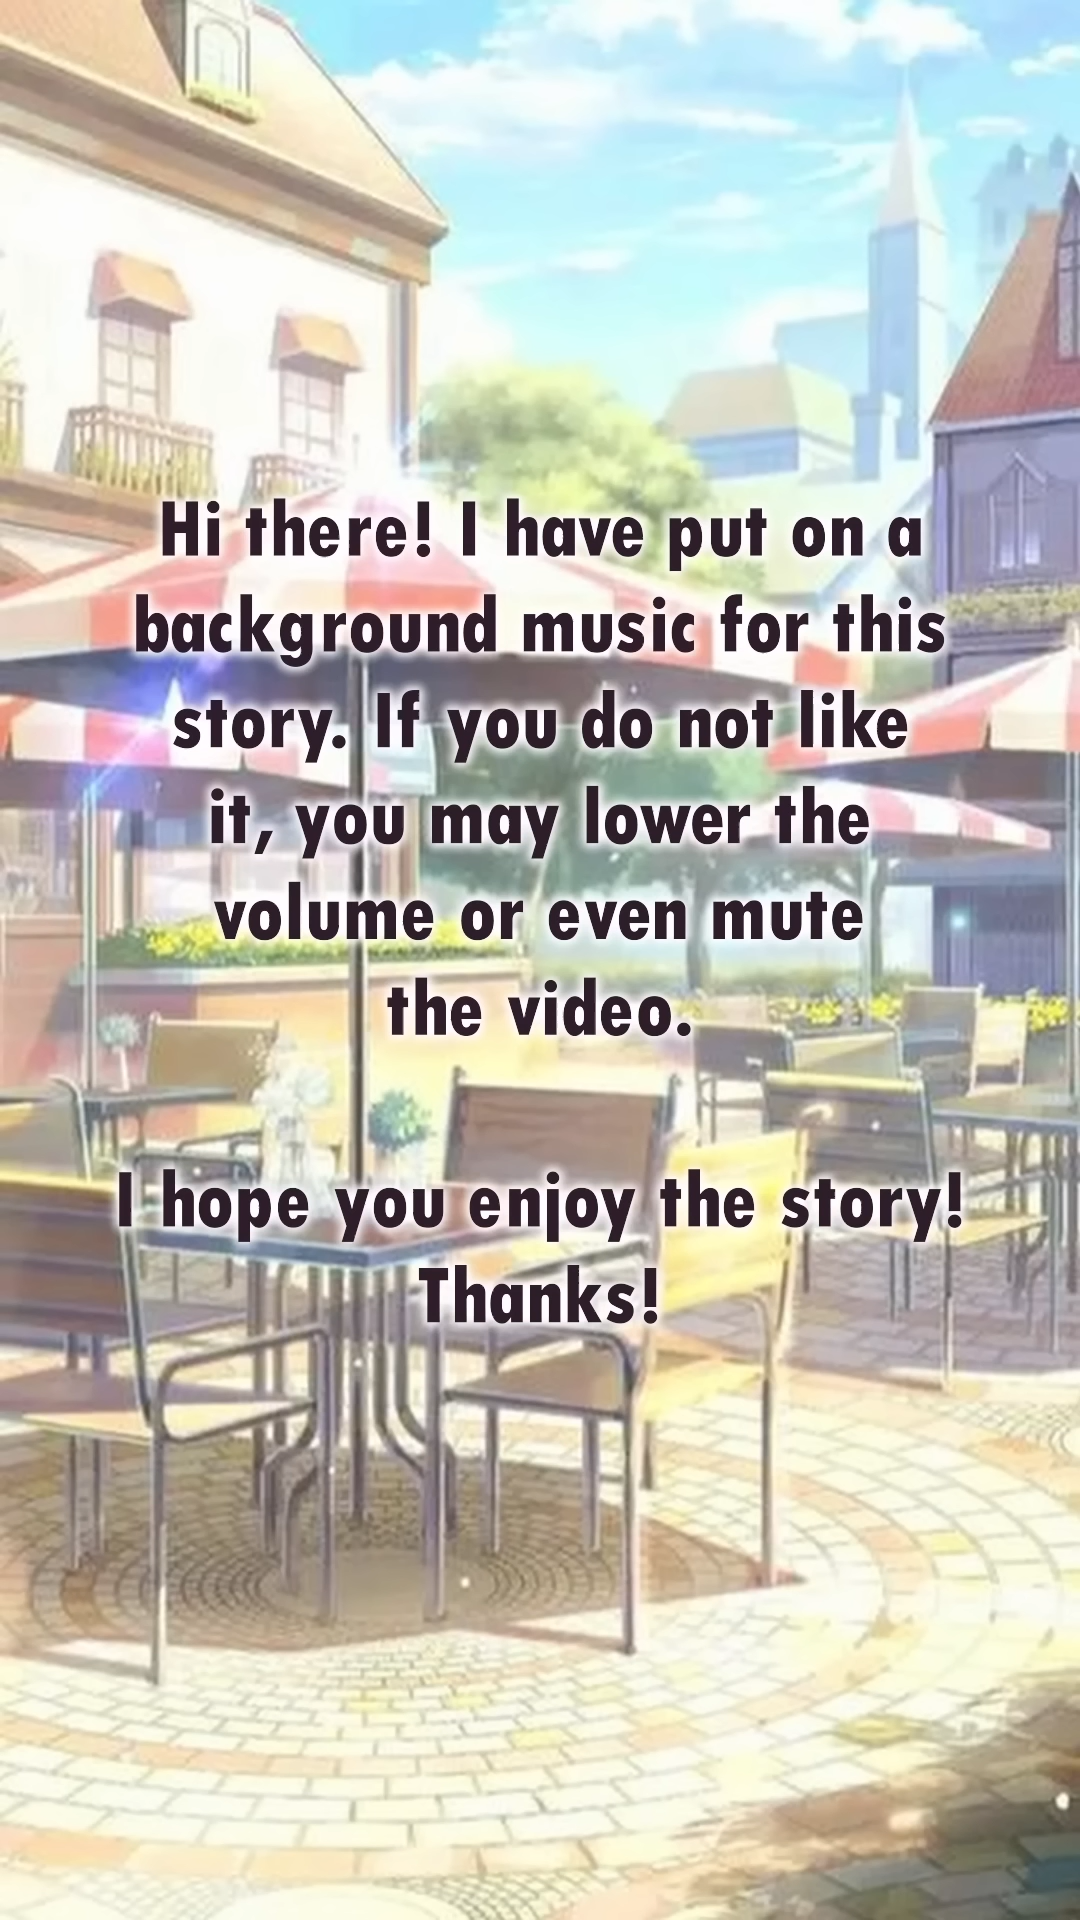 Hi there! I have put on a
background music for this
story. If you do not like
it, you may lower the
volume or even mute
the video.
I hope you enjoy the story!
Thanks!